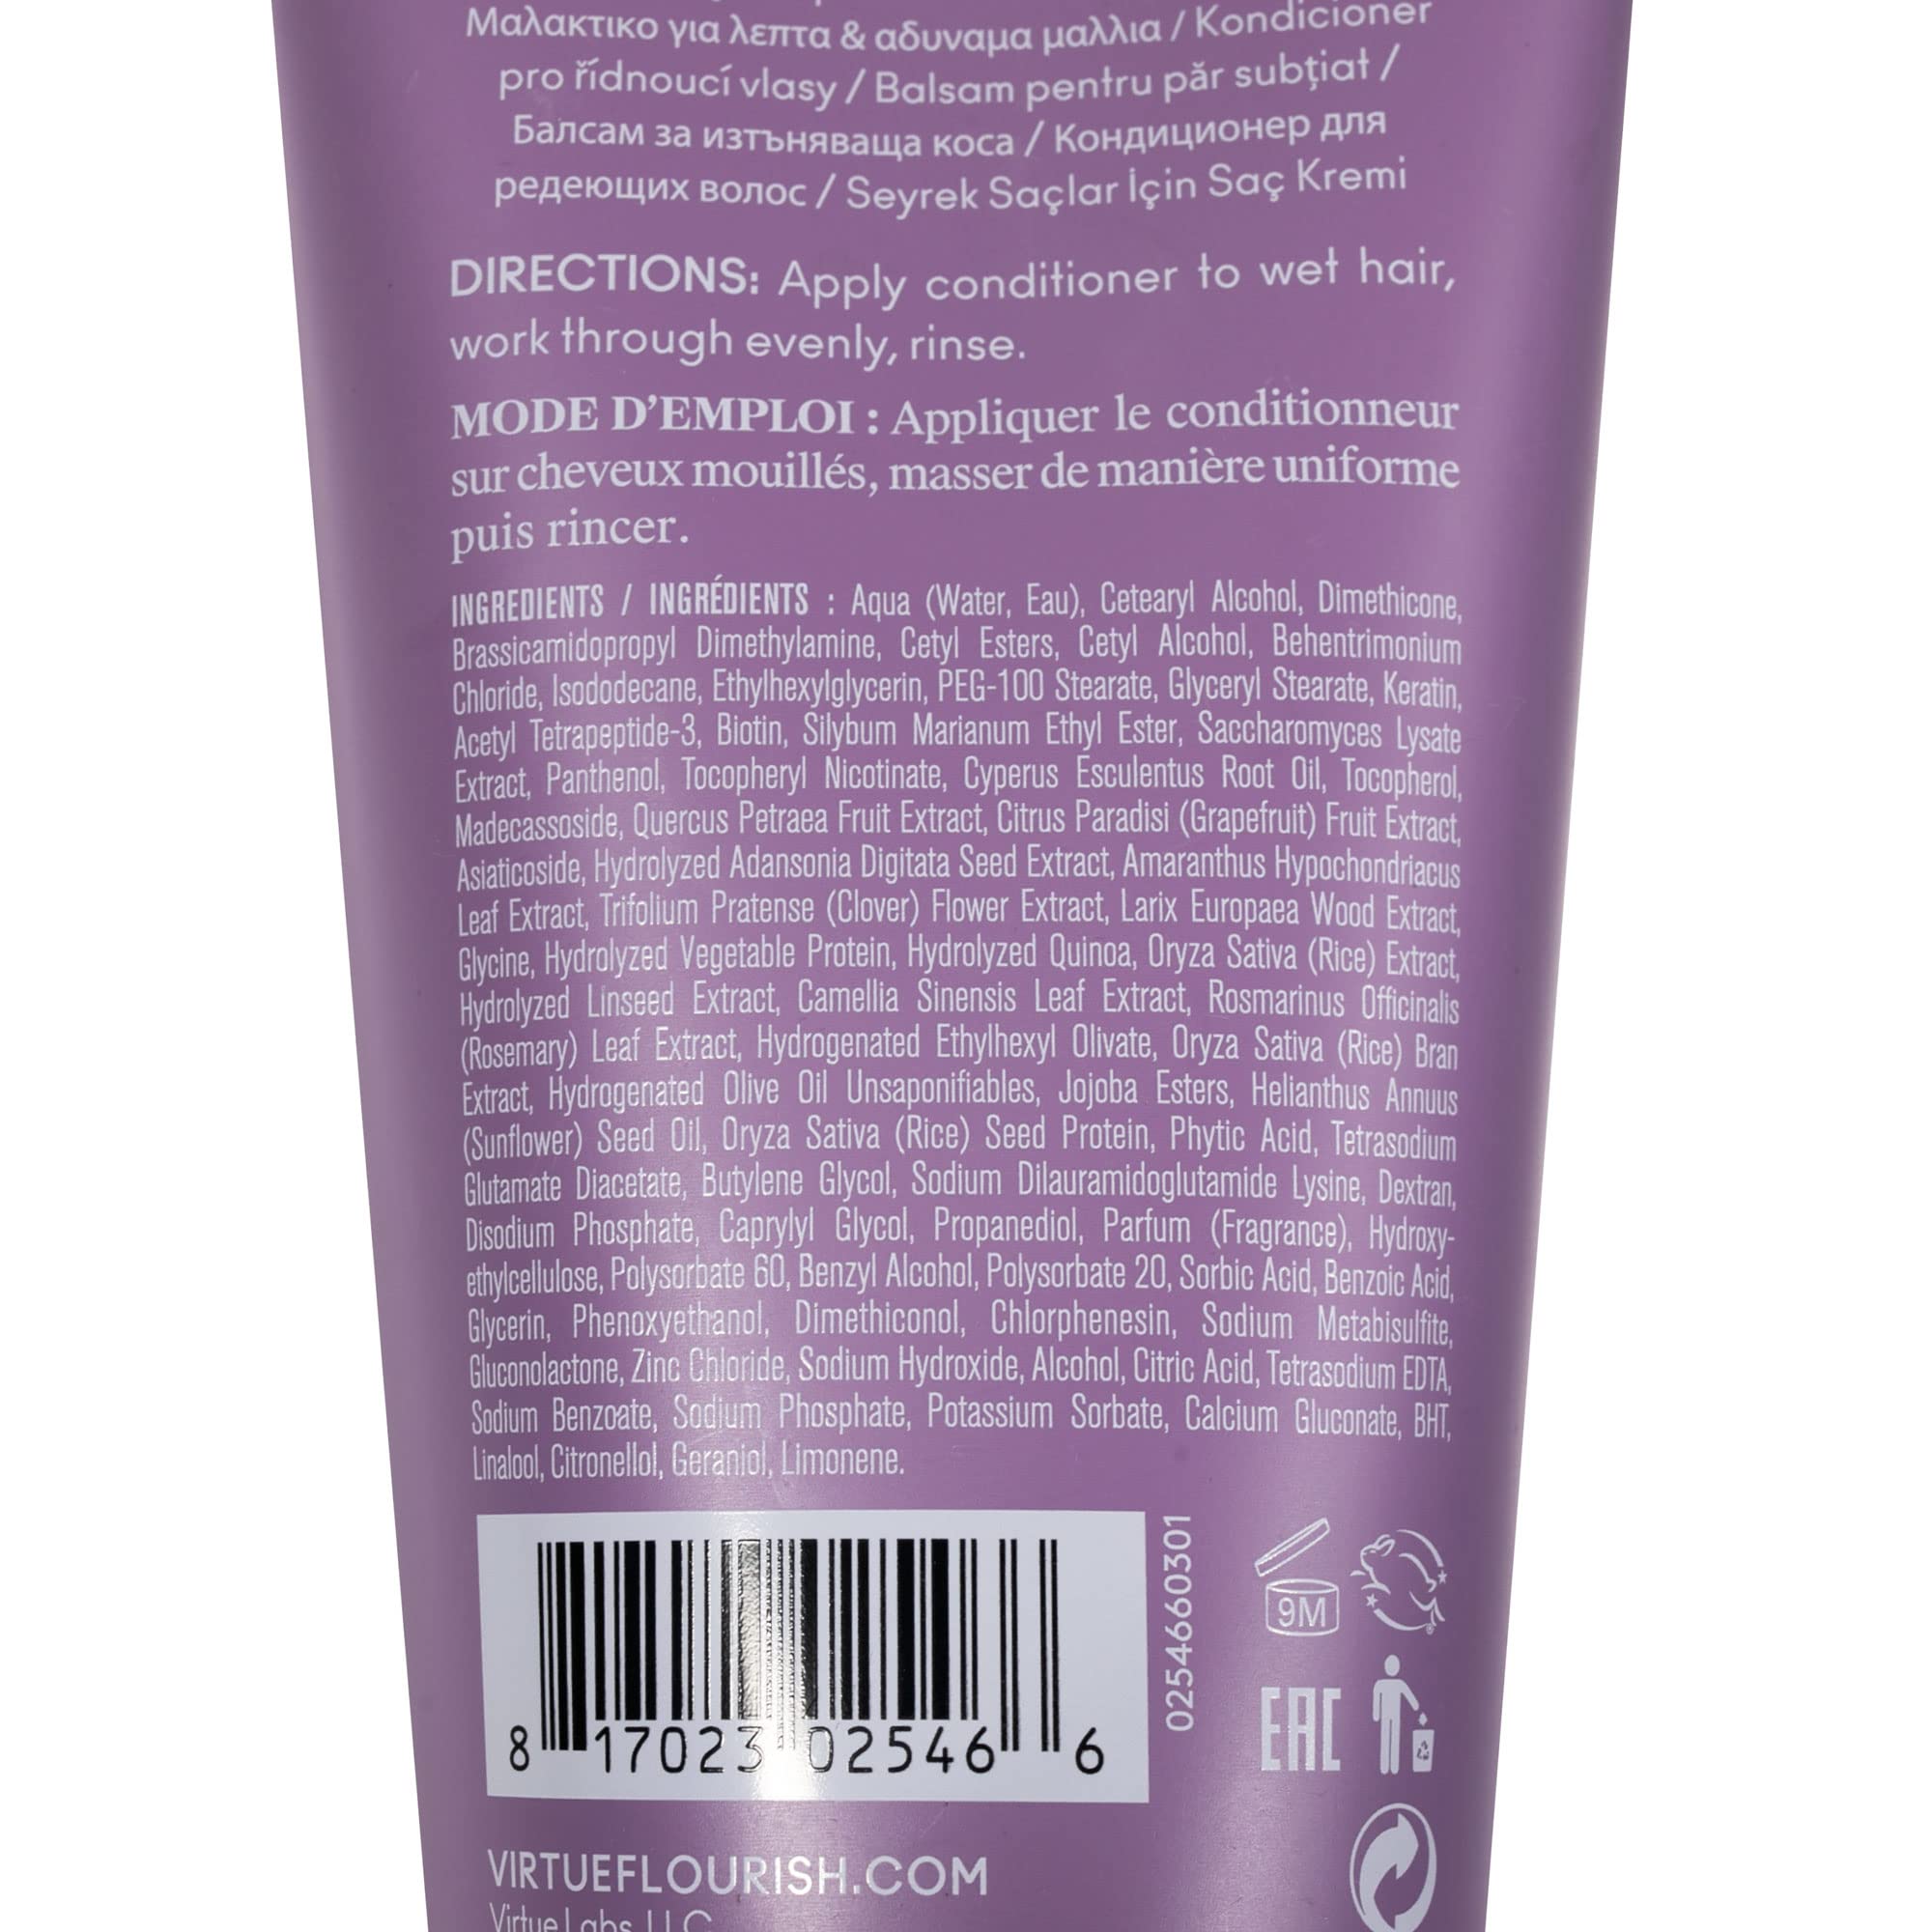 Μαλακτικο για λεπτα & αδυναμα μαλλια / Kondicionér
pro řídnoucí vlasy / Balsam pentru păr subțiat /
Балсам за изтъняваща коса / Кондиционер для
редеющих волос / Seyrek Saçlar İçin Saç Kremi
DIRECTIONS: Apply conditioner to wet hair,
work through evenly, rinse.
MODE D'EMPLOI : Appliquer le conditionneur
sur cheveux mouillés, masser de manière uniforme
puis rincer.
INGREDIENTS / INGRÉDIENTS : Aqua (Water, Eau), Cetearyl Alcohol, Dimethicone,
Brassicamidopropyl Dimethylamine, Cetyl Esters, Cetyl Alcohol, Behentrimonium
Chloride, Isododecane, Ethylhexylglycerin, PEG-100 Stearate, Glyceryl Stearate, Keratin,
Acetyl Tetrapeptide-3, Biotin, Silybum Marianum Ethyl Ester, Saccharomyces Lysate
Extract, Panthenol, Tocopheryl Nicotinate, Cyperus Esculentus Root Oil, Tocopherol,
Madecassoside, Quercus Petraea Fruit Extract, Citrus Paradisi (Grapefruit) Fruit Extract,
Asiaticoside, Hydrolyzed Adansonia Digitata Seed Extract, Amaranthus Hypochondriacus
Leaf Extract, Trifolium Pratense (Clover) Flower Extract, Larix Europaea Wood Extract,
Glycine, Hydrolyzed Vegetable Protein, Hydrolyzed Quinoa, Oryza Sativa (Rice) Extract,
Hydrolyzed Linseed Extract, Camellia Sinensis Leaf Extract, Rosmarinus Officinalis
(Rosemary) Leaf Extract, Hydrogenated Ethylhexyl Olivate, Oryza Sativa (Rice) Bran
Extract, Hydrogenated Olive Oil Unsaponifiables, Jojoba Esters, Helianthus Annuus
(Sunflower) Seed Oil, Oryza Sativa (Rice) Seed Protein, Phytic Acid, Tetrasodium
Glutamate Diacetate, Butylene Glycol, Sodium Dilauramidoglutamide Lysine, Dextran,
Disodium Phosphate, Caprylyl Glycol, Propanediol, Parfum (Fragrance), Hydroxy-
ethylcellulose, Polysorbate 60, Benzyl Alcohol, Polysorbate 20, Sorbic Acid, Benzoic Acid,
Glycerin, Phenoxyethanol, Dimethiconol, Chlorphenesin, Sodium Metabisulfite,
Gluconolactone, Zinc Chloride, Sodium Hydroxide, Alcohol, Citric Acid, Tetrasodium EDTA,
Sodium Benzoate, Sodium Phosphate, Potassium Sorbate, Calcium Gluconate, BHT,
Linalool, Citronellol, Geraniol, Limonene.
8 17023 02546 6
0254660301
9M
EAC
VIRTUEFLOURISH.COM
Virtue Labs, LLC